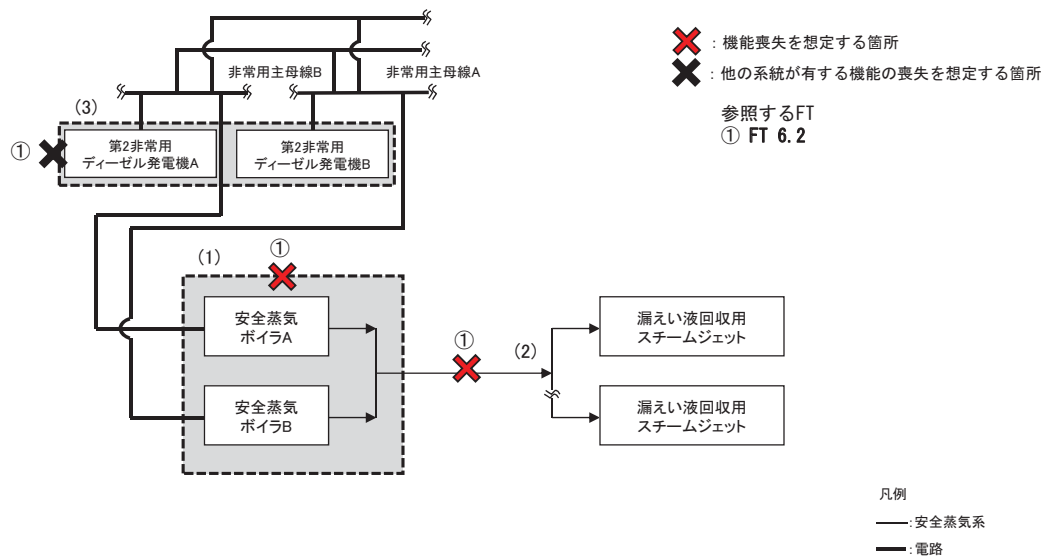 ：機能喪失を想定する箇所
：他の系統が有する機能の喪失を想定する箇所
参照するFT
① FT 6.2
非常用主母線B
非常用主母線A
(3)
①
第2非常用
ディーゼル発電機A
第2非常用
ディーゼル発電機B
(1)
①
安全蒸気
ボイラA
安全蒸気
ボイラB
①
(2)
漏えい液回収用
スチームジェット
漏えい液回収用
スチームジェット
凡例
：安全蒸気系
：電路